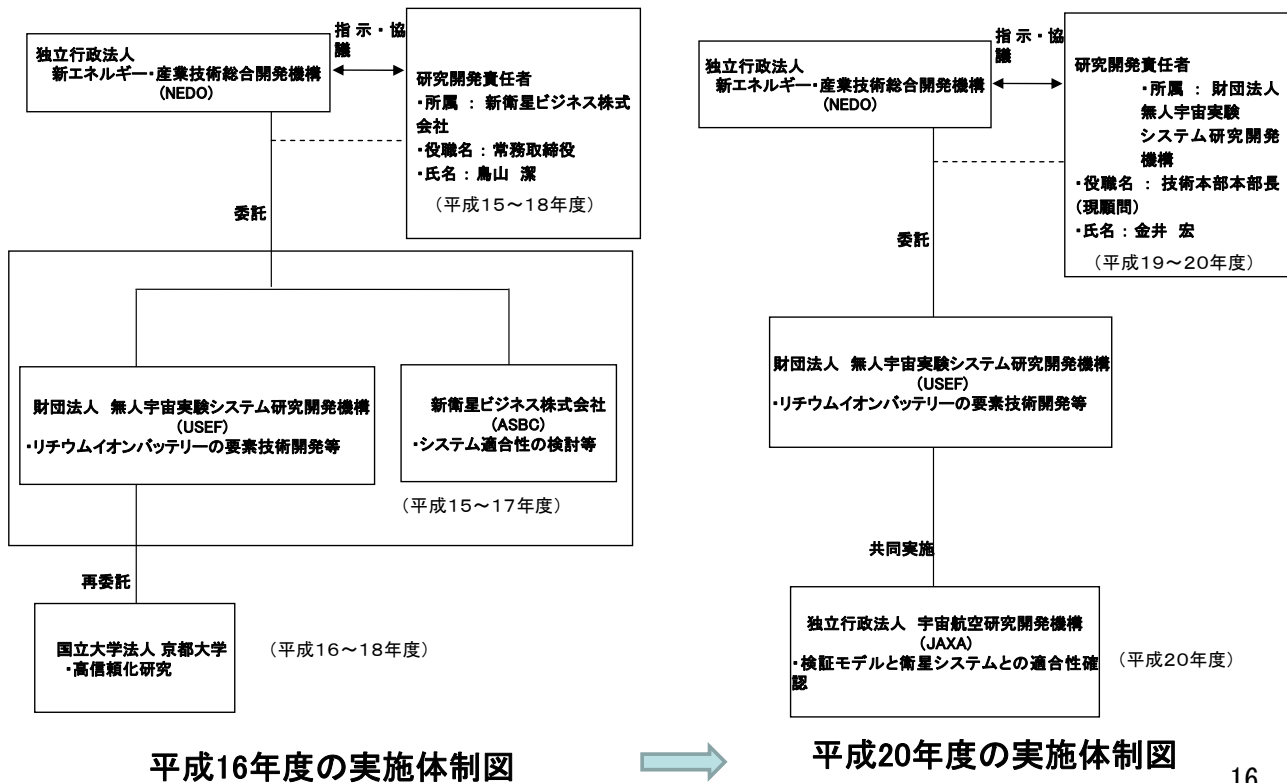 独立行政法人
新エネルギー・産業技術総合開発機構
(NEDO)
指示・協
議
研究開発責任者
・所属 : 新衛星ビジネス株式
会社
・役職名 : 常務取締役
・氏名 : 鳥山 潔
(平成15～18年度)
委託
財団法人 無人宇宙実験システム研究開発機構
(USEF)
・リチウムイオンバッテリーの要素技術開発等
新衛星ビジネス株式会社
(ASBC)
・システム適合性の検討等
(平成15～17年度)
再委託
国立大学法人 京都大学
・高信頼化研究
(平成16～18年度)
平成16年度の実施体制図
独立行政法人
新エネルギー・産業技術総合開発機構
(NEDO)
指示・協
議
研究開発責任者
・所属 : 財団法人
無人宇宙実験
システム研究開発
機構
・役職名 : 技術本部本部長
(現顧問)
・氏名 : 金井 宏
(平成19～20年度)
委託
財団法人 無人宇宙実験システム研究開発機構
(USEF)
・リチウムイオンバッテリーの要素技術開発等
共同実施
独立行政法人 宇宙航空研究開発機構
(JAXA)
・検証モデルと衛星システムとの適合性確
認
(平成20年度)
平成20年度の実施体制図
16